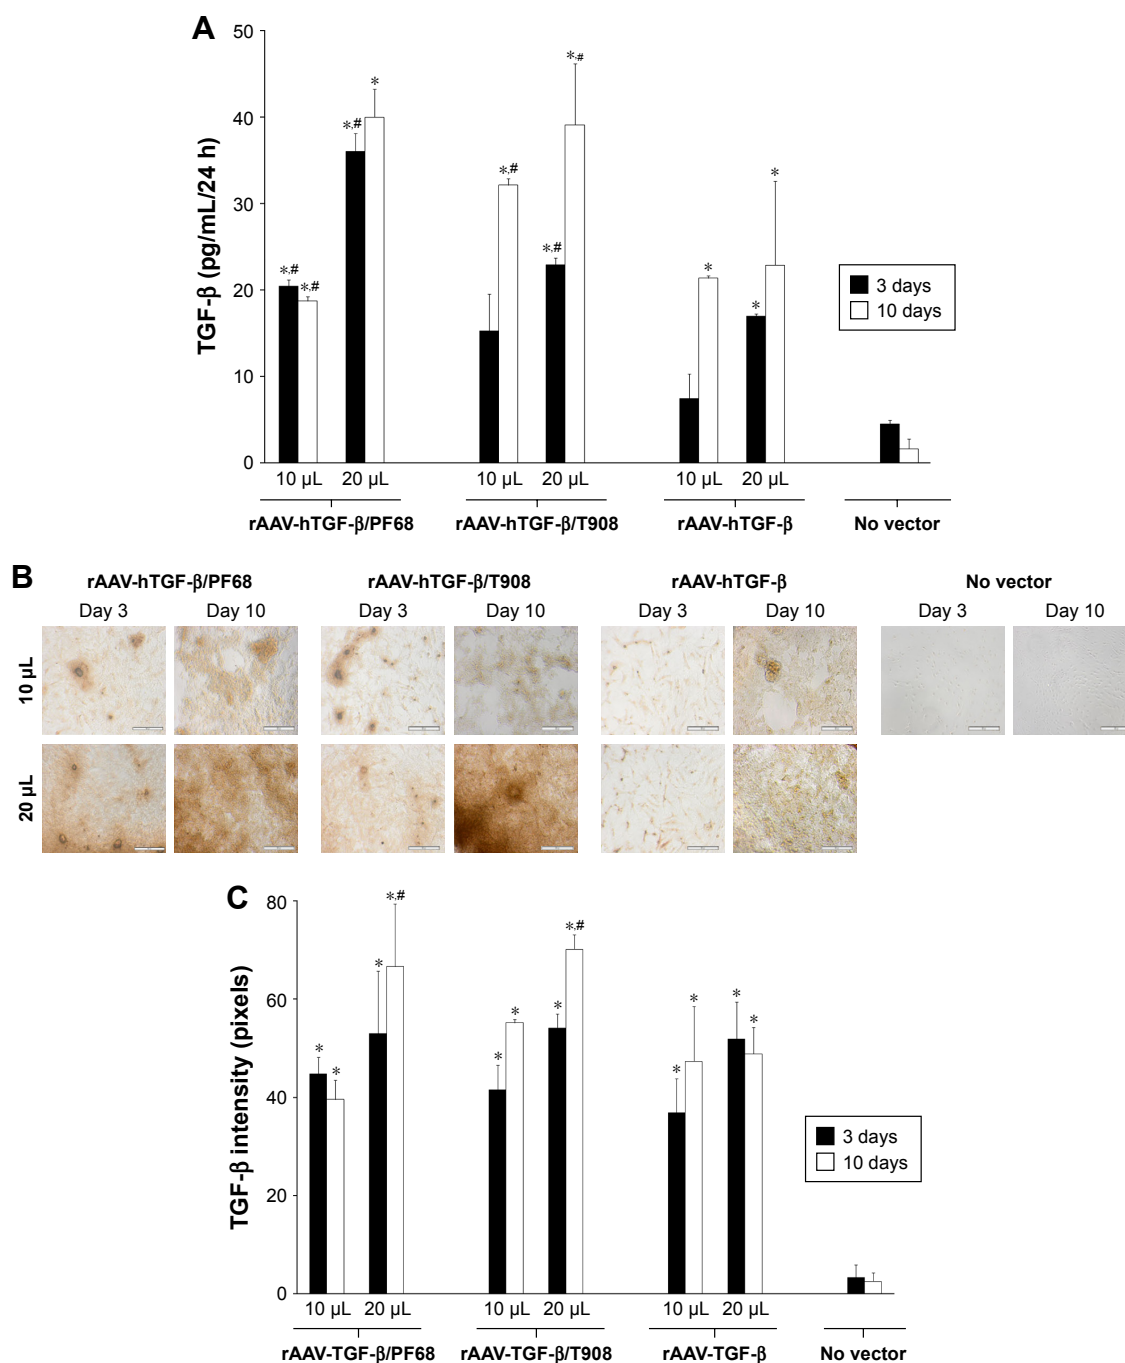 A
50
40
30
20
10
0
TGF-β (pg/mL/24 h)
*,#
*,#
*,#
*
*,#
*,#
*,#
*
*
*
3 days
10 days
10 µL 20 µL 10 µL 20 µL 10 µL 20 µL
rAAV-hTGF-β/PF68 rAAV-hTGF-β/T908 rAAV-hTGF-β No vector
B
rAAV-hTGF-β/PF68 rAAV-hTGF-β/T908 rAAV-hTGF-β No vector
Day 3 Day 10 Day 3 Day 10 Day 3 Day 10 Day 3 Day 10
10 µL
20 µL
C
80
60
40
20
0
TGF-β intensity (pixels)
*
*
*
*,#
*
*
*
*,#
*
*
*
*
3 days
10 days
10 µL 20 µL 10 µL 20 µL 10 µL 20 µL
rAAV-TGF-β/PF68 rAAV-TGF-β/T908 rAAV-TGF-β No vector